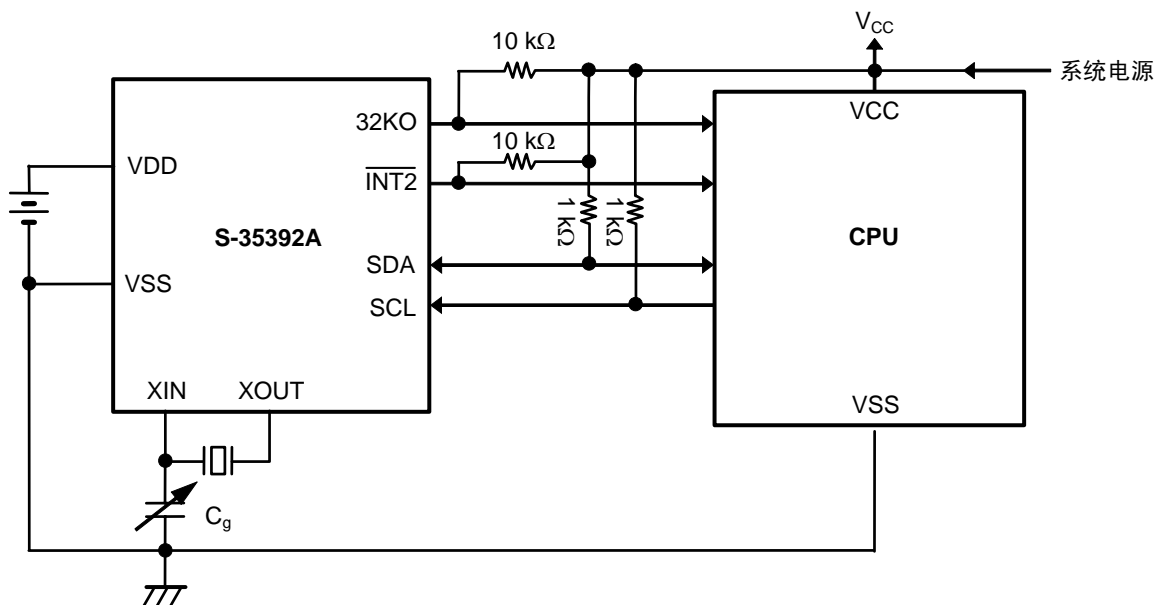 V_CC
10 kΩ
系统电源
32KO
VCC
10 kΩ
VDD
INT2
1 kΩ
1 kΩ
S-35392A
CPU
SDA
VSS
SCL
XIN
XOUT
VSS
C_g